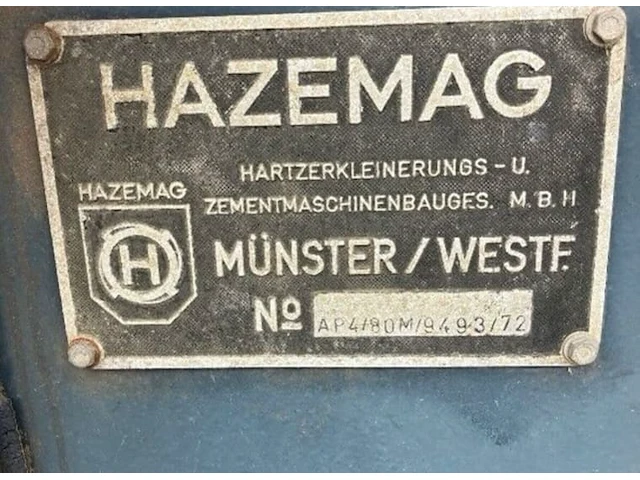 HAZEMAG
HARTZERKLEINERUNGS - U.
ZEMENTMASCHINENBAUGES. M. B. H
HAZEMAG
H
MÜNSTER/WESTF.
Nº AP4/80M/9493/72